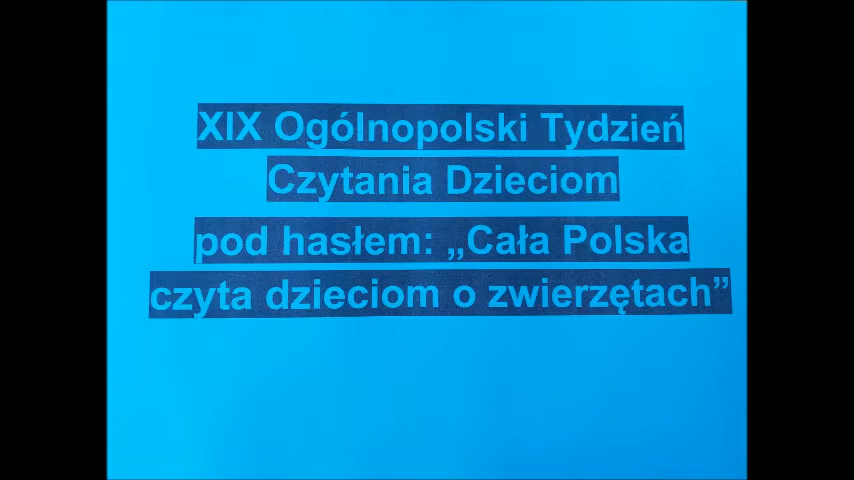 XIX Ogólnopolski Tydzień
Czytania Dzieciom
pod hasłem: „Cała Polska
czyta dzieciom o zwierzętach”